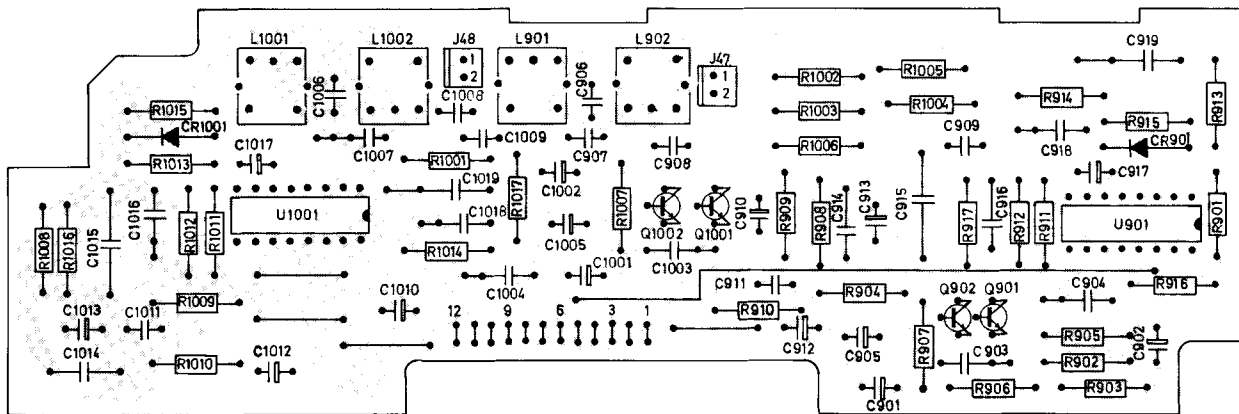 L1001
L1002
J48
1
2
L901
L902
J47
1
2
C1006
C1008
C906
R1002
R1005
C919
R1015
R1003
R1004
R914
R913
CR1001
C1007
C1009
C907
C908
R1006
C909
C918
R915
CR901
R1013
C1017
R1001
C1002
C917
C1019
R1017
R1007
C1016
R1012
R1011
U1001
C1018
C1005
Q1002
Q1001
C910
R909
R908
C914
C913
C915
R917
C916
R912
R911
U901
R901
R1008
R1016
C1015
R1014
C1003
C1004
C1001
C911
R904
Q902
Q901
C904
R916
R1009
C1010
C1013
C1011
12
9
6
3
1
R910
C912
C905
R907
R905
C902
C1014
R1010
C1012
C903
R902
C901
R906
R903